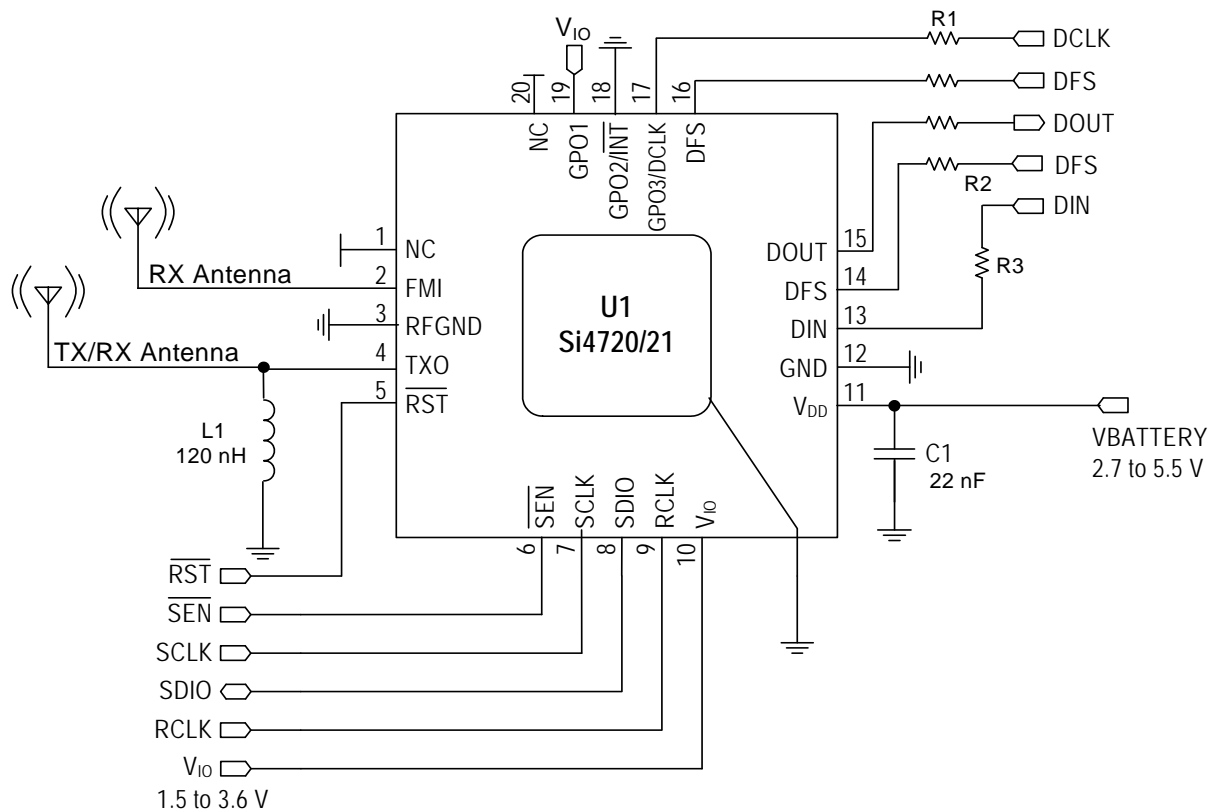 R1
VIO
DCLK
20
19
18
17
16
DFS
NC
GPO1
GPO2/INT
GPO3/DCLK
DFS
DOUT
DFS
R2
DIN
1
NC
DOUT
15
R3
RX Antenna
2
FMI
DFS
14
U1
Si4720/21
3
RFGND
DIN
13
TX/RX Antenna
4
TXO
GND
12
5
RST
VDD
11
L1
120 nH
C1
22 nF
VBATTERY
2.7 to 5.5 V
SEN
SCLK
SDIO
RCLK
VIO
6
7
8
9
10
RST
SEN
SCLK
SDIO
RCLK
VIO
1.5 to 3.6 V